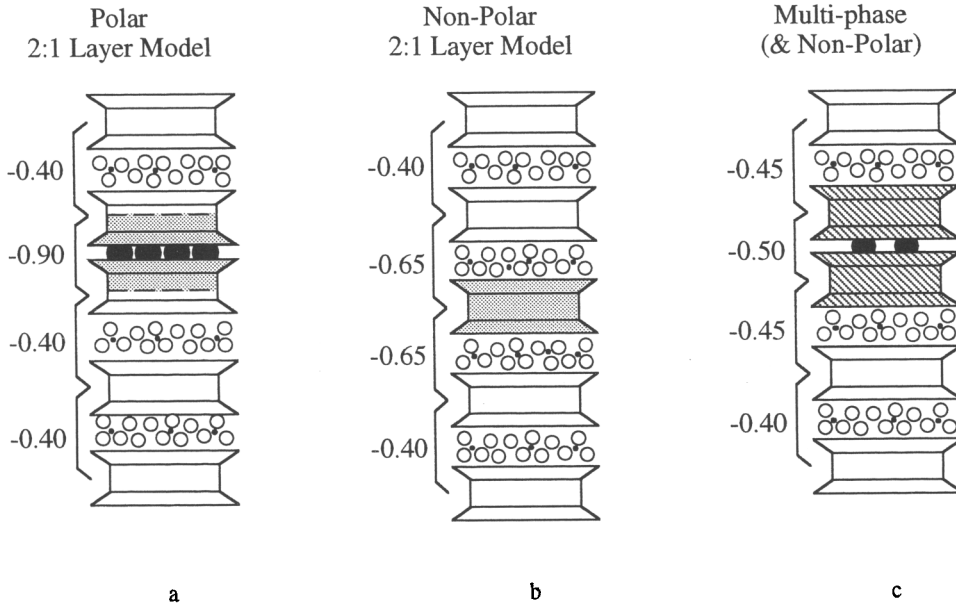 Polar
2:1 Layer Model
-0.40
-0.90
-0.40
-0.40
a
Non-Polar
2:1 Layer Model
-0.40
-0.65
-0.65
-0.40
b
Multi-phase
(& Non-Polar)
-0.45
-0.50
-0.45
-0.40
c